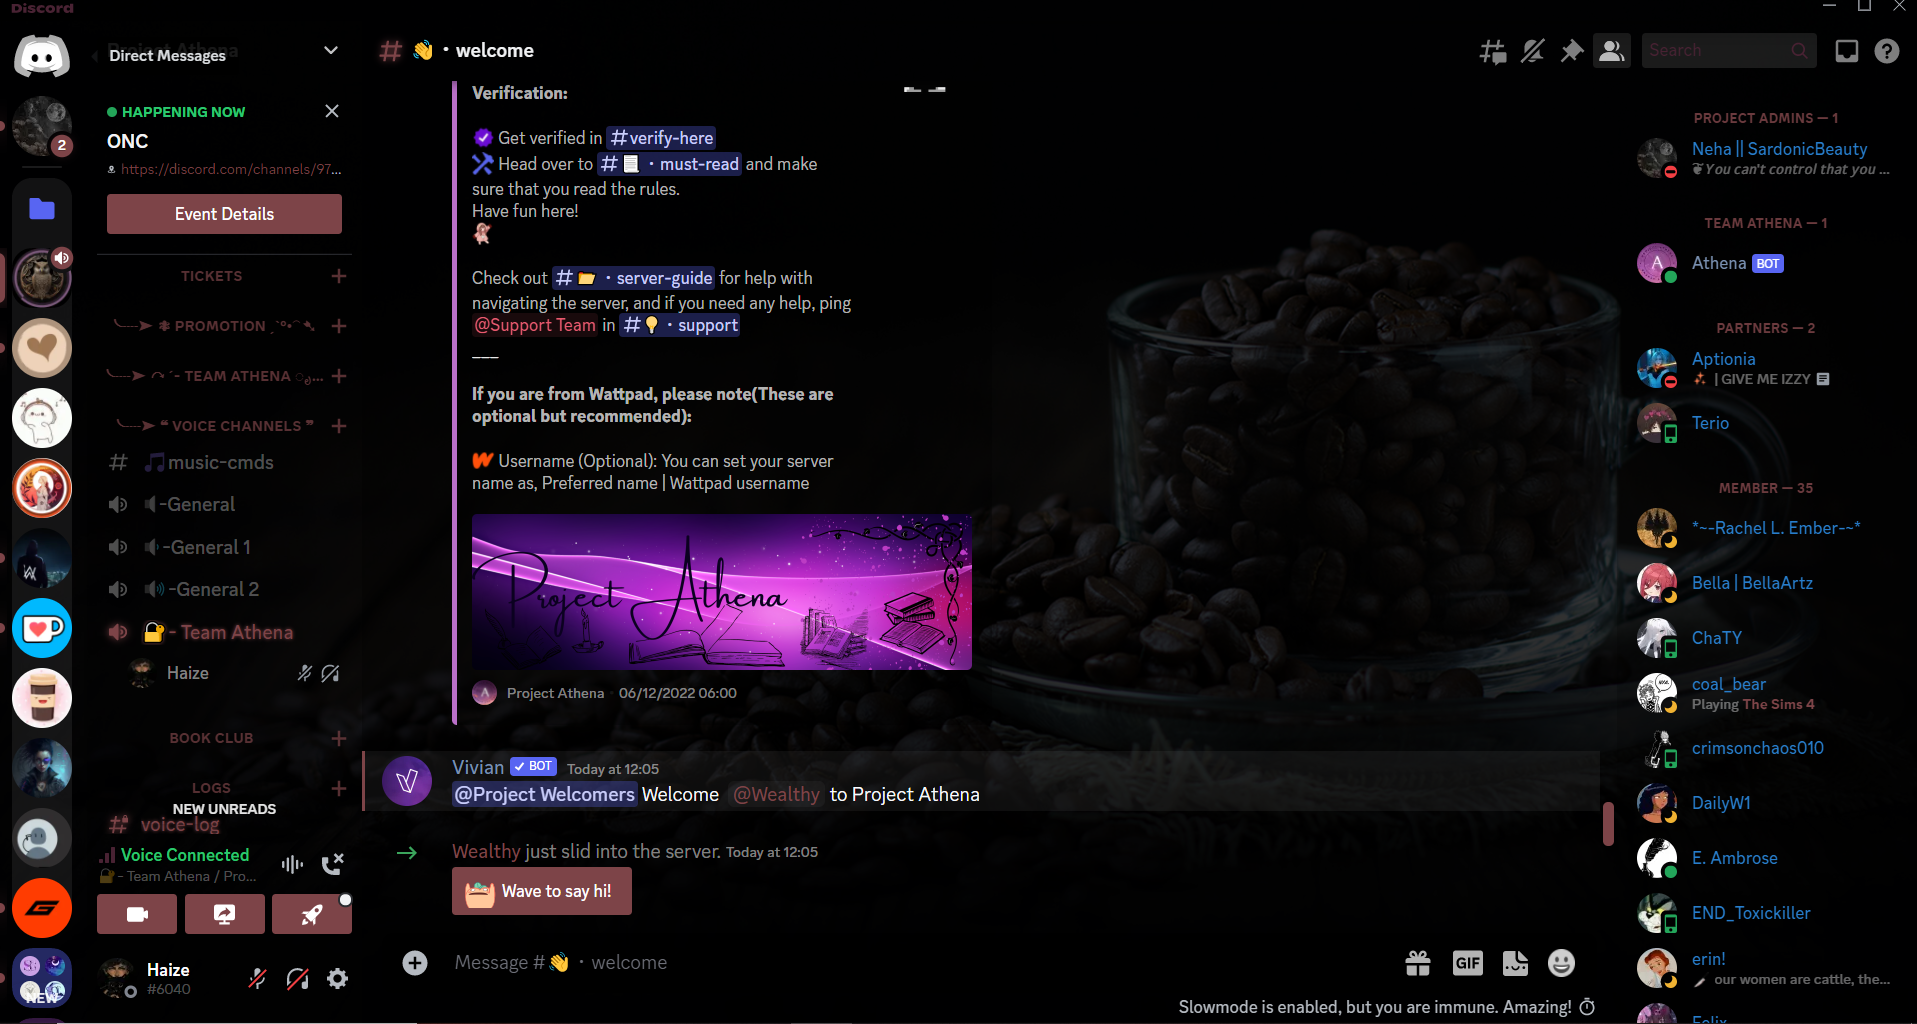 Discord
Direct Messages
HAPPENING NOW
ONC
https://discord.com/channels/97...
Event Details
TICKETS
PROMOTION
TEAM ATHENA
❝ VOICE CHANNELS ❞
music-cmds
-General
-General 1
-General 2
- Team Athena
Haize
BOOK CLUB
LOGS
NEW UNREADS
voice-log
Voice Connected
- Team Athena / Pro...
Haize
#6040
NEW
# 👋・welcome
Search
Verification:
Get verified in #verify-here
Head over to #📃・must-read and make
sure that you read the rules.
Have fun here!
Check out #📂・server-guide for help with
navigating the server, and if you need any help, ping
@Support Team in #💡・support
___
If you are from Wattpad, please note(These are
optional but recommended):
Username (Optional): You can set your server
name as, Preferred name | Wattpad username
Project Athena
Project Athena · 06/12/2022 06:00
Vivian ✓ BOT Today at 12:05
@Project Welcomers Welcome @Wealthy to Project Athena
Wealthy just slid into the server. Today at 12:05
Wave to say hi!
Message #👋・welcome
GIF
Slowmode is enabled, but you are immune. Amazing!
PROJECT ADMINS — 1
Neha || SardonicBeauty
You can't control that you ...
TEAM ATHENA — 1
A
Athena BOT
PARTNERS — 2
Aptionia
| GIVE ME IZZY
Terio
MEMBER — 35
*~~Rachel L. Ember~~*
Bella | BellaArtz
ChaTY
coal_bear
Playing The Sims 4
crimsonchaos010
DailyW1
E. Ambrose
END_Toxickiller
erin!
our women are cattle, the...
Felix